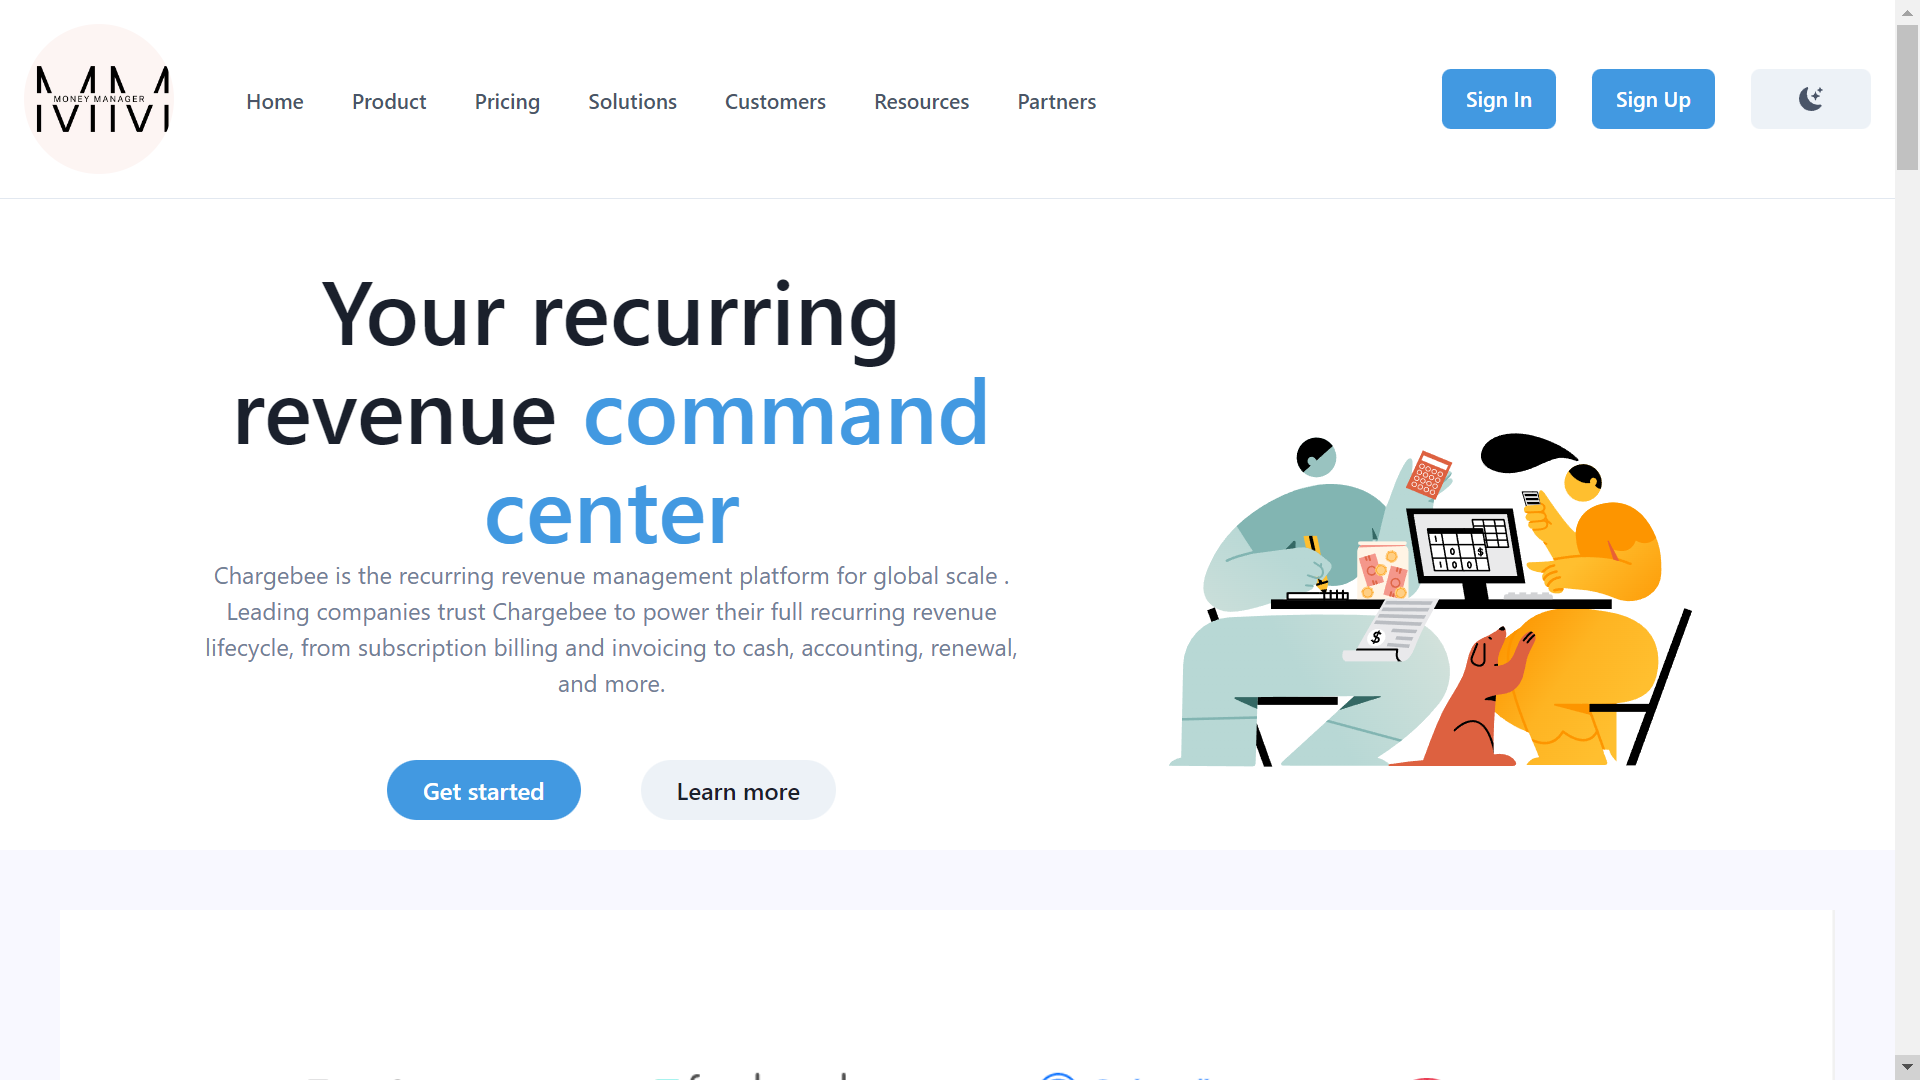 MM
MONEY MANAGER
Home
Product
Pricing
Solutions
Customers
Resources
Partners
Sign In
Sign Up
Your recurring
revenue command
center
Chargebee is the recurring revenue management platform for global scale .
Leading companies trust Chargebee to power their full recurring revenue
lifecycle, from subscription billing and invoicing to cash, accounting, renewal,
and more.
Get started
Learn more